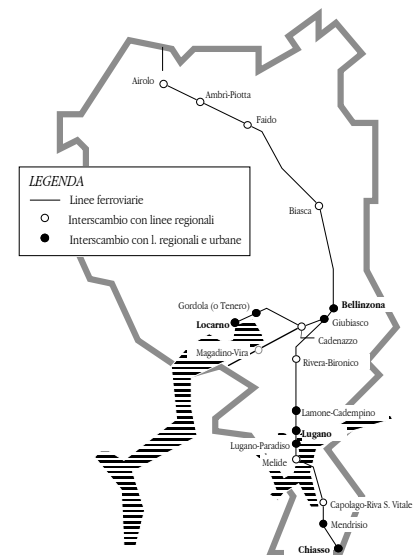 Airolo
Ambri-Piotta
Faido
LEGENDA
Linee ferroviarie
Interscambio con linee regionali
Interscambio con l. regionali e urbane
Biasca
Gordola (o Tenero)
Bellinzona
Locarno
Giubiasco
Cadenazzo
Magadino-Vira
Rivera-Bironico
Lamone-Cadempino
Lugano
Lugano-Paradiso
Melide
Capolago-Riva S. Vitale
Mendrisio
Chiasso